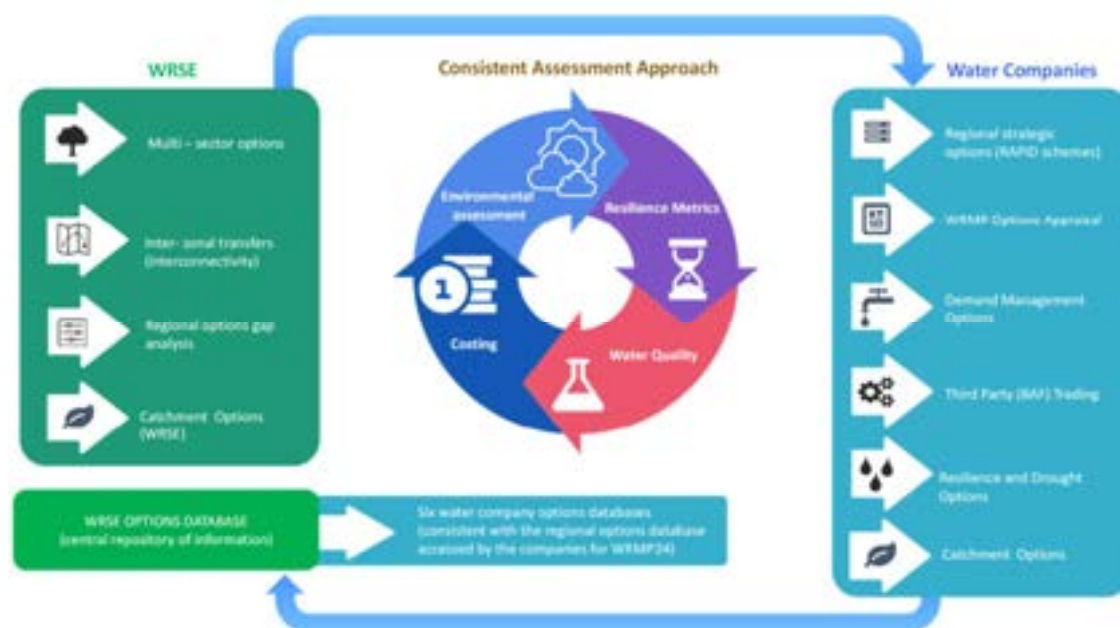 WRSE
Multi – sector options
Inter- zonal transfers
(interconnectivity)
Regional options gap
analysis
Catchment Options
(WRSE)
WRSE OPTIONS DATABASE
(central repository of information)
Six water company options databases
(consistent with the regional options database
accessed by the companies for WRMP24)
Consistent Assessment Approach
Environmental
assessment
Resilience Metrics
1
Costing
Water Quality
Water Companies
Regional strategic
options (RAPID schemes)
WRMP Options Appraisal
Demand Management
Options
Third Party (BAF) Trading
Resilience and Drought
Options
Catchment Options